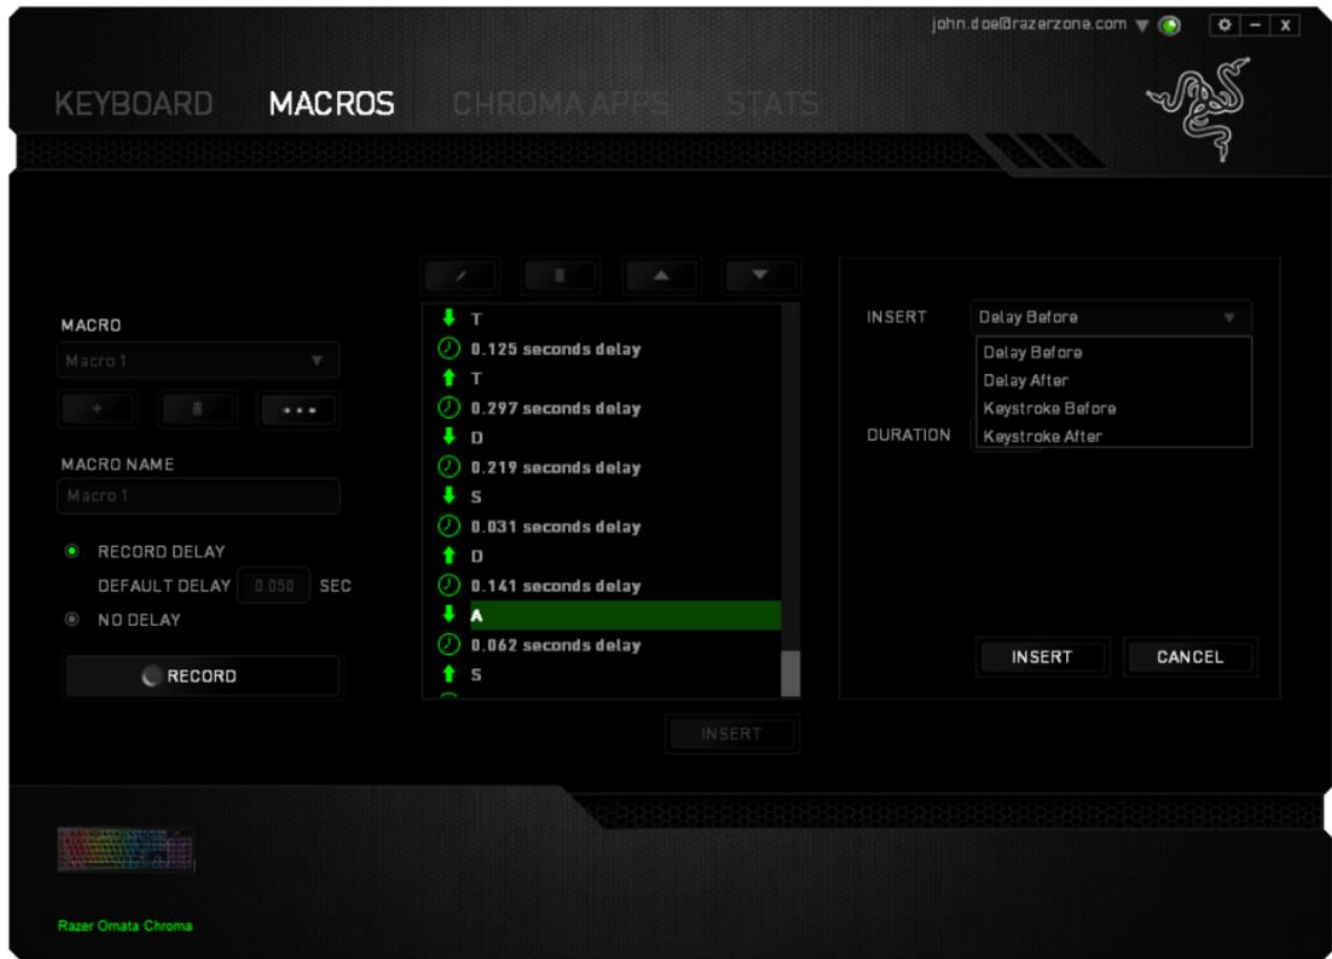 john.doe@razerzone.com
X
KEYBOARD MACROS CHROMA APPS STATS
MACRO
Macro 1
MACRO NAME
Macro 1
RECORD DELAY
DEFAULT DELAY 0.050 SEC
NO DELAY
RECORD
T
0.125 seconds delay
T
0.297 seconds delay
D
0.219 seconds delay
S
0.031 seconds delay
D
0.141 seconds delay
A
0.062 seconds delay
S
INSERT
INSERT Delay Before
Delay Before
Delay After
Keystroke Before
DURATION Keystroke After
INSERT CANCEL
Razer Ornata Chroma